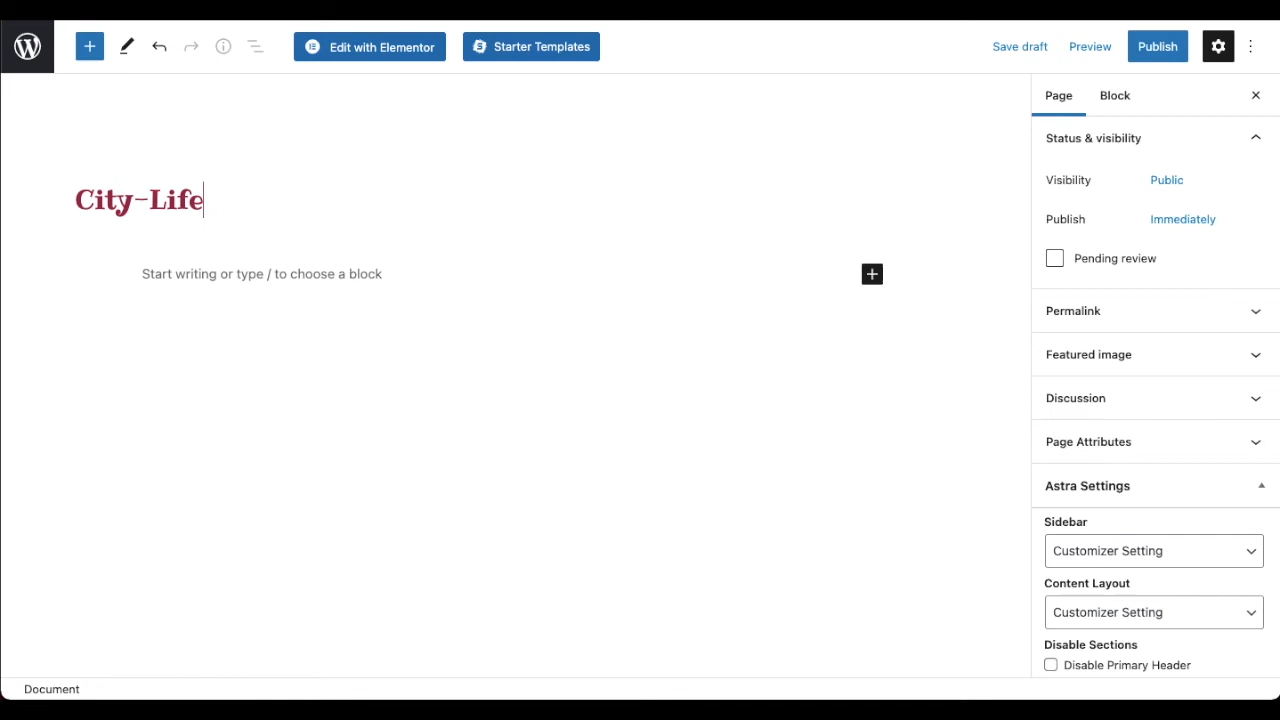 Edit with Elementor
Starter Templates
Save draft
Preview
Publish
Page
Block
Status & visibility
Visibility
Public
Publish
Immediately
Pending review
Permalink
Featured image
Discussion
Page Attributes
Astra Settings
Sidebar
Customizer Setting
Content Layout
Customizer Setting
Disable Sections
Disable Primary Header
City-Life
Start writing or type / to choose a block
Document